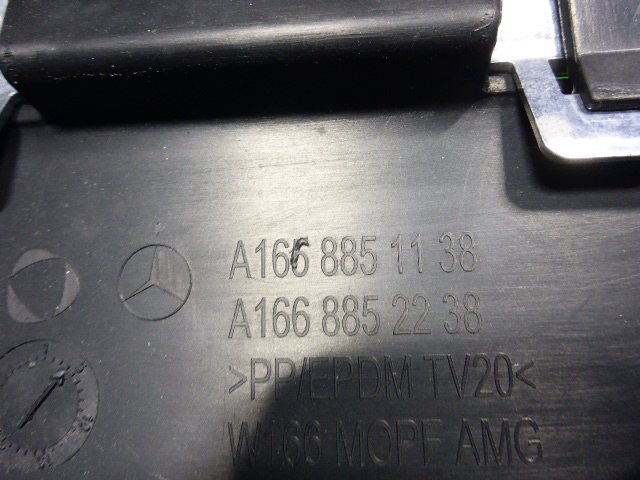 A166 885 11 38
A166 885 22 38
>PP/EPDM TV20<
W166 MOPF AMG